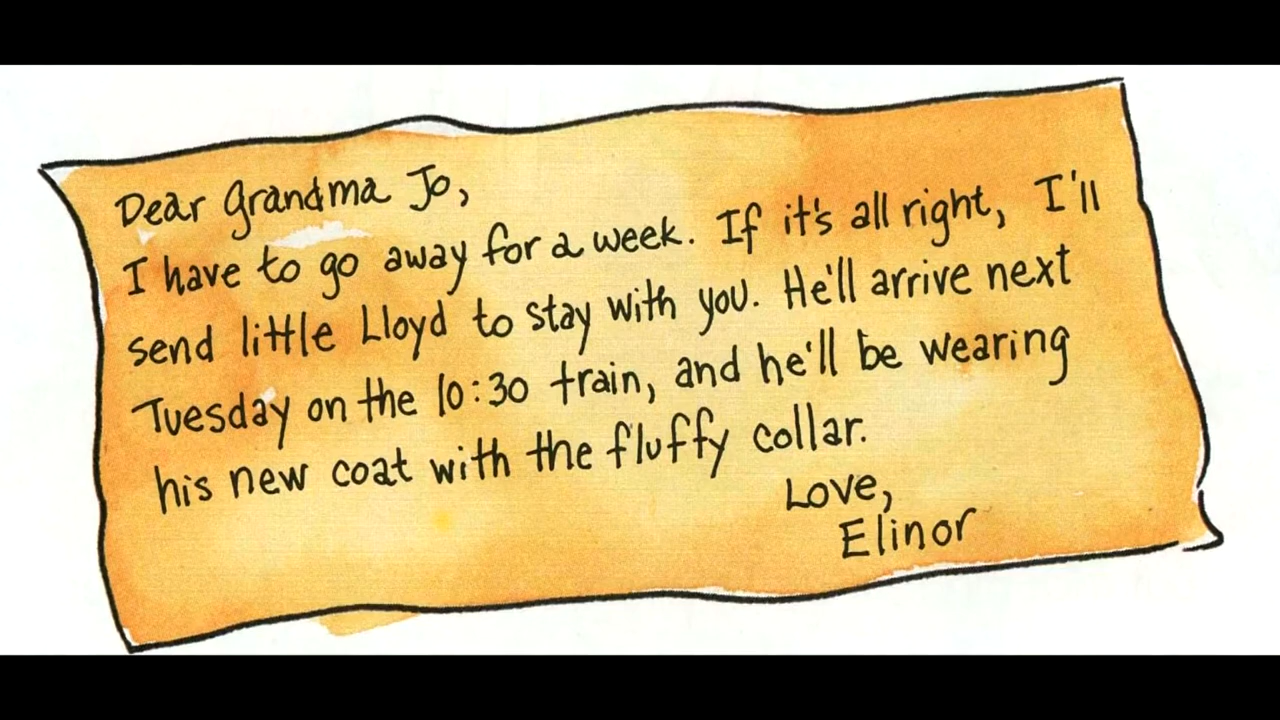 Dear Grandma Jo,
I have to go away for a week. If it's all right, I'll
send little Lloyd to stay with you. He'll arrive next
Tuesday on the 10:30 train, and he'll be wearing
his new coat with the fluffy collar.
Love,
Elinor